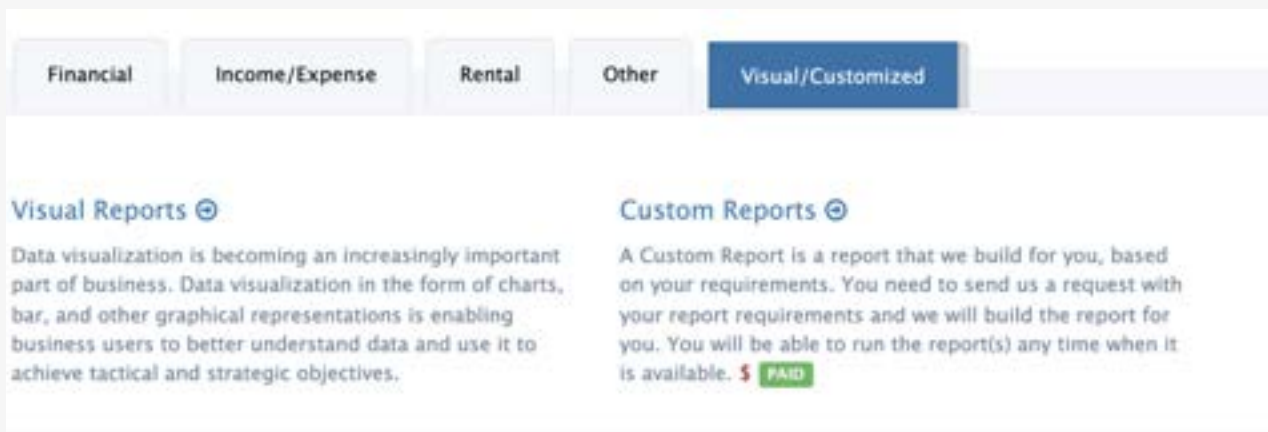 Financial
Income/Expense
Rental
Other
Visual/Customized
Visual Reports
Data visualization is becoming an increasingly important
part of business. Data visualization in the form of charts,
bar, and other graphical representations is enabling
business users to better understand data and use it to
achieve tactical and strategic objectives.
Custom Reports
A Custom Report is a report that we build for you, based
on your requirements. You need to send us a request with
your report requirements and we will build the report for
you. You will be able to run the report(s) any time when it
is available. $ PAID